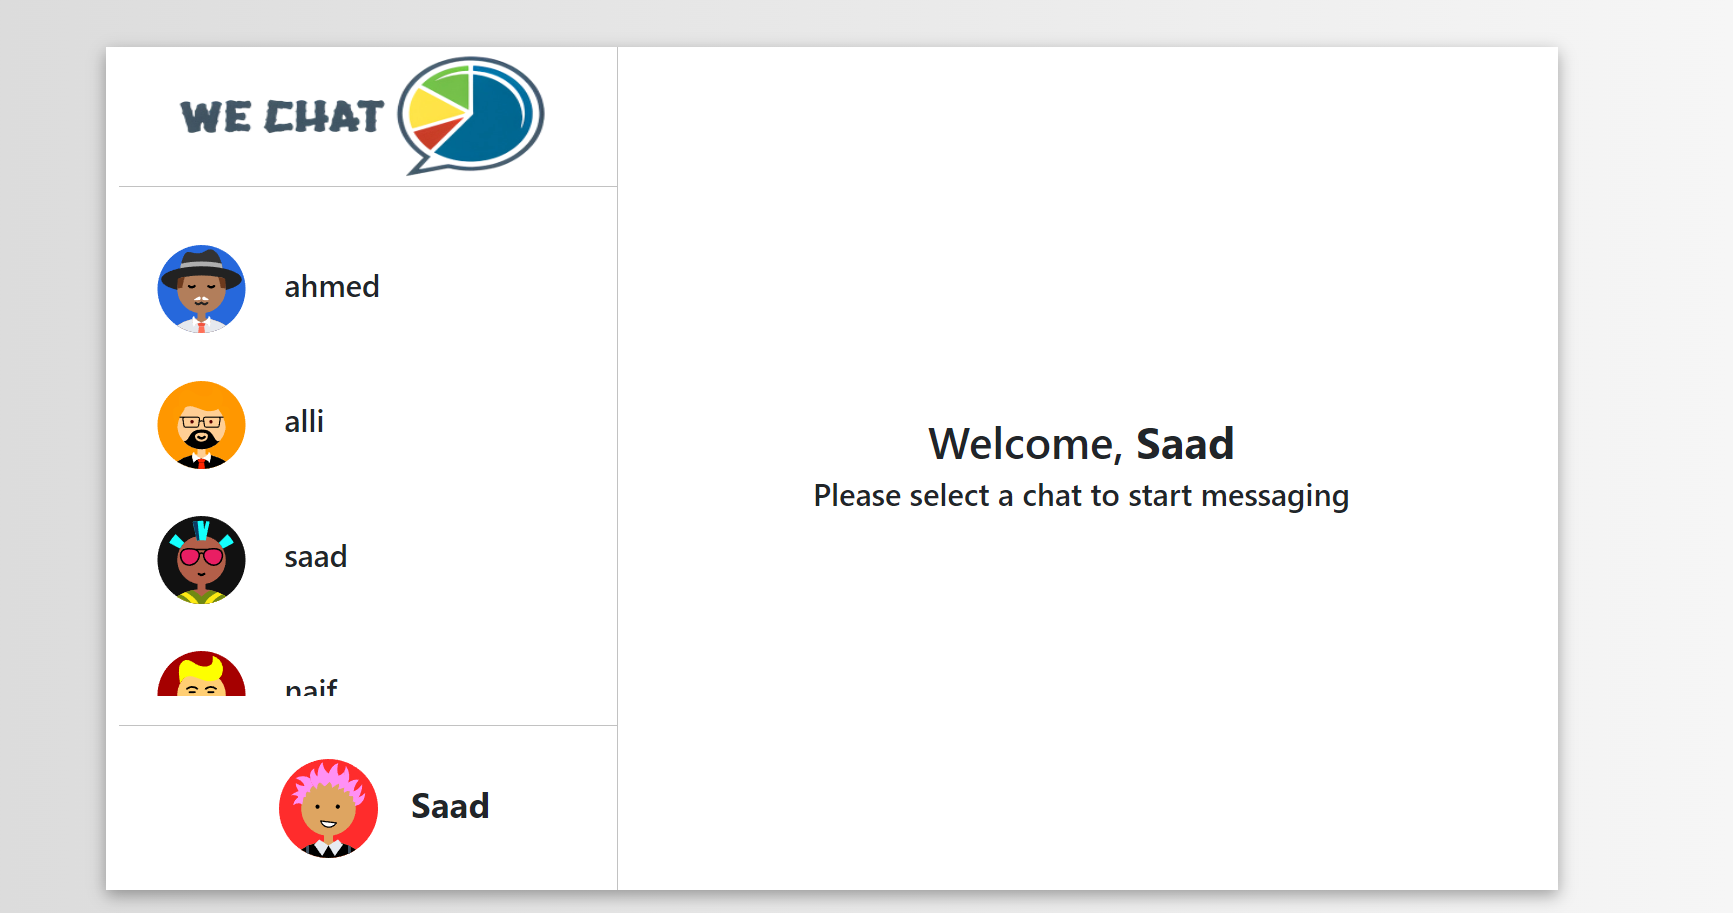 WE CHAT
ahmed
alli
saad
naif
Saad
Welcome, Saad
Please select a chat to start messaging